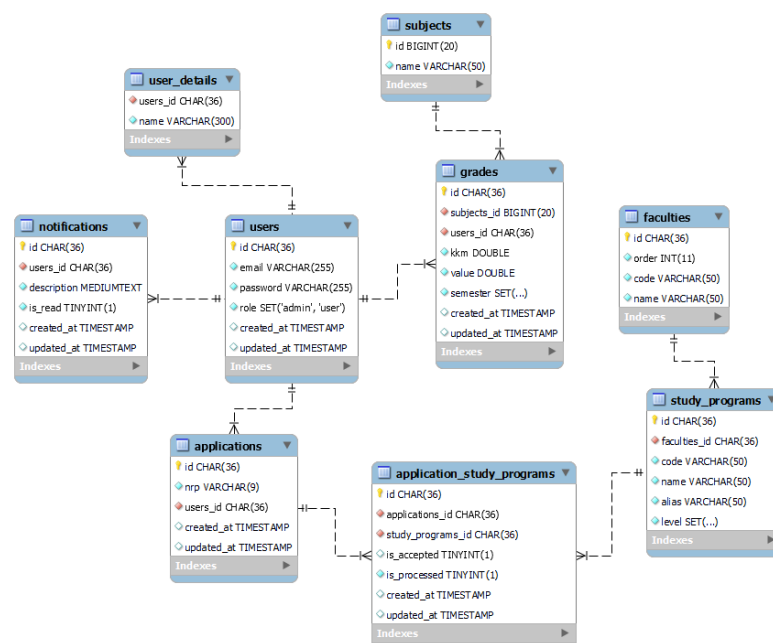 subjects
id BIGINT(20)
name VARCHAR(50)
Indexes
user_details
users_id CHAR(36)
name VARCHAR(300)
Indexes
grades
id CHAR(36)
subjects_id BIGINT(20)
users_id CHAR(36)
kkm DOUBLE
value DOUBLE
semester SET(...)
created_at TIMESTAMP
updated_at TIMESTAMP
Indexes
faculties
id CHAR(36)
order INT(11)
code VARCHAR(50)
name VARCHAR(50)
Indexes
notifications
id CHAR(36)
users_id CHAR(36)
description MEDIUMTEXT
is_read TINYINT(1)
created_at TIMESTAMP
updated_at TIMESTAMP
Indexes
users
id CHAR(36)
email VARCHAR(255)
password VARCHAR(255)
role SET('admin', 'user')
created_at TIMESTAMP
updated_at TIMESTAMP
Indexes
study_programs
id CHAR(36)
faculties_id CHAR(36)
code VARCHAR(50)
name VARCHAR(50)
alias VARCHAR(50)
level SET(...)
Indexes
applications
id CHAR(36)
nrp VARCHAR(9)
users_id CHAR(36)
created_at TIMESTAMP
updated_at TIMESTAMP
Indexes
application_study_programs
id CHAR(36)
applications_id CHAR(36)
study_programs_id CHAR(36)
is_accepted TINYINT(1)
is_processed TINYINT(1)
created_at TIMESTAMP
updated_at TIMESTAMP
Indexes